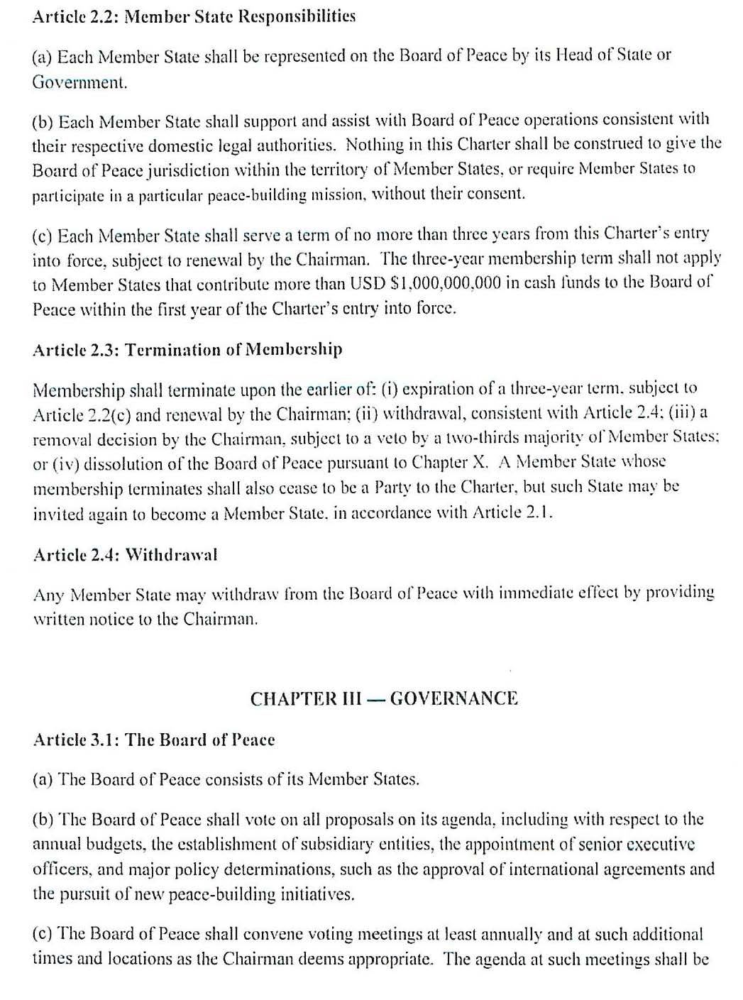 Article 2.2: Member State Responsibilities
(a) Each Member State shall be represented on the Board of Peace by its Head of State or
Government.
(b) Each Member State shall support and assist with Board of Peace operations consistent with
their respective domestic legal authorities. Nothing in this Charter shall be construed to give the
Board of Peace jurisdiction within the territory of Member States, or require Member States to
participate in a particular peace-building mission, without their consent.
(c) Each Member State shall serve a term of no more than three years from this Charter's entry
into force, subject to renewal by the Chairman. The three-year membership term shall not apply
to Member States that contribute more than USD $1,000,000,000 in cash funds to the Board of
Peace within the first year of the Charter's entry into force.
Article 2.3: Termination of Membership
Membership shall terminate upon the earlier of: (i) expiration of a three-year term, subject to
Article 2.2(c) and renewal by the Chairman; (ii) withdrawal, consistent with Article 2.4; (iii) a
removal decision by the Chairman, subject to a veto by a two-thirds majority of Member States;
or (iv) dissolution of the Board of Peace pursuant to Chapter X. A Member State whose
membership terminates shall also cease to be a Party to the Charter, but such State may be
invited again to become a Member State, in accordance with Article 2.1.
Article 2.4: Withdrawal
Any Member State may withdraw from the Board of Peace with immediate effect by providing
written notice to the Chairman.
CHAPTER III — GOVERNANCE
Article 3.1: The Board of Peace
(a) The Board of Peace consists of its Member States.
(b) The Board of Peace shall vote on all proposals on its agenda, including with respect to the
annual budgets, the establishment of subsidiary entities, the appointment of senior executive
officers, and major policy determinations, such as the approval of international agreements and
the pursuit of new peace-building initiatives.
(c) The Board of Peace shall convene voting meetings at least annually and at such additional
times and locations as the Chairman deems appropriate. The agenda at such meetings shall be